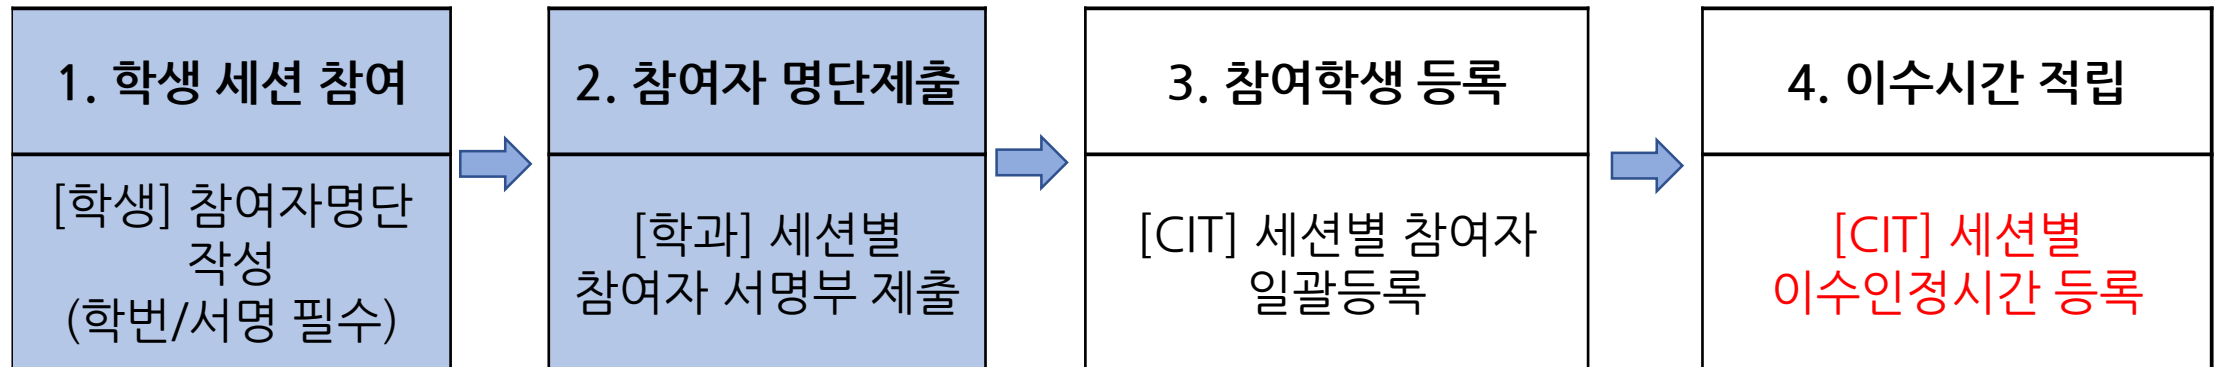 1. 학생 세션 참여
[학생] 참여자명단
작성
(학번/서명 필수)
2. 참여자 명단제출
[학과] 세션별
참여자 서명부 제출
3. 참여학생 등록
[CIT] 세션별 참여자
일괄등록
4. 이수시간 적립
[CIT] 세션별
이수인정시간 등록